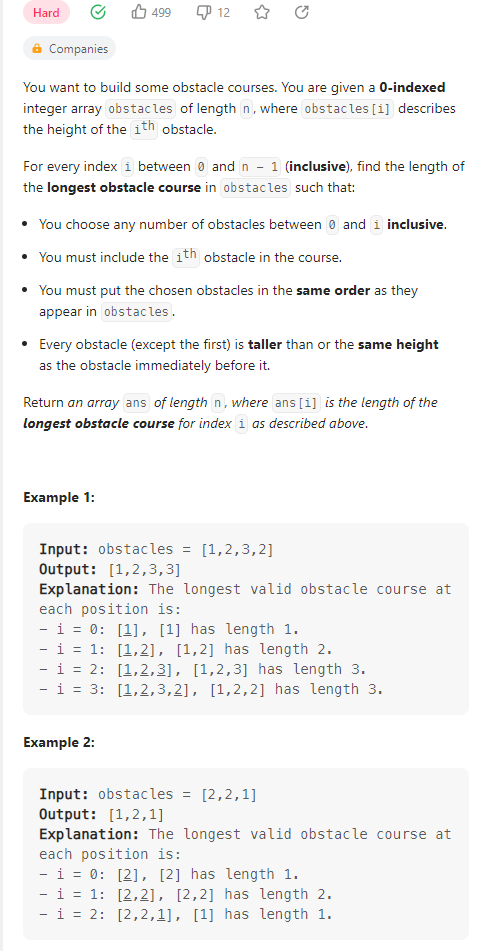 Hard 499 12
Companies
You want to build some obstacle courses. You are given a 0-indexed
integer array obstacles of length n, where obstacles[i] describes
the height of the ith obstacle.
For every index i between 0 and n - 1 (inclusive), find the length of
the longest obstacle course in obstacles such that:
• You choose any number of obstacles between 0 and i inclusive.
• You must include the ith obstacle in the course.
• You must put the chosen obstacles in the same order as they
appear in obstacles.
• Every obstacle (except the first) is taller than or the same height
as the obstacle immediately before it.
Return an array ans of length n, where ans[i] is the length of the
longest obstacle course for index i as described above.
Example 1:
Input: obstacles = [1,2,3,2]
Output: [1,2,3,3]
Explanation: The longest valid obstacle course at
each position is:
- i = 0: [1], [1] has length 1.
- i = 1: [1,2], [1,2] has length 2.
- i = 2: [1,2,3], [1,2,3] has length 3.
- i = 3: [1,2,3,2], [1,2,2] has length 3.
Example 2:
Input: obstacles = [2,2,1]
Output: [1,2,1]
Explanation: The longest valid obstacle course at
each position is:
- i = 0: [2], [2] has length 1.
- i = 1: [2,2], [2,2] has length 2.
- i = 2: [2,2,1], [1] has length 1.